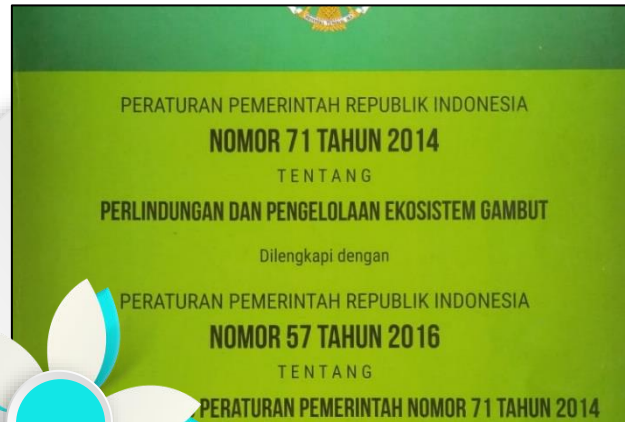 PERATURAN PEMERINTAH REPUBLIK INDONESIA
NOMOR 71 TAHUN 2014
TENTANG
PERLINDUNGAN DAN PENGELOLAAN EKOSISTEM GAMBUT
Dilengkapi dengan
PERATURAN PEMERINTAH REPUBLIK INDONESIA
NOMOR 57 TAHUN 2016
TENTANG
PERATURAN PEMERINTAH NOMOR 71 TAHUN 2014